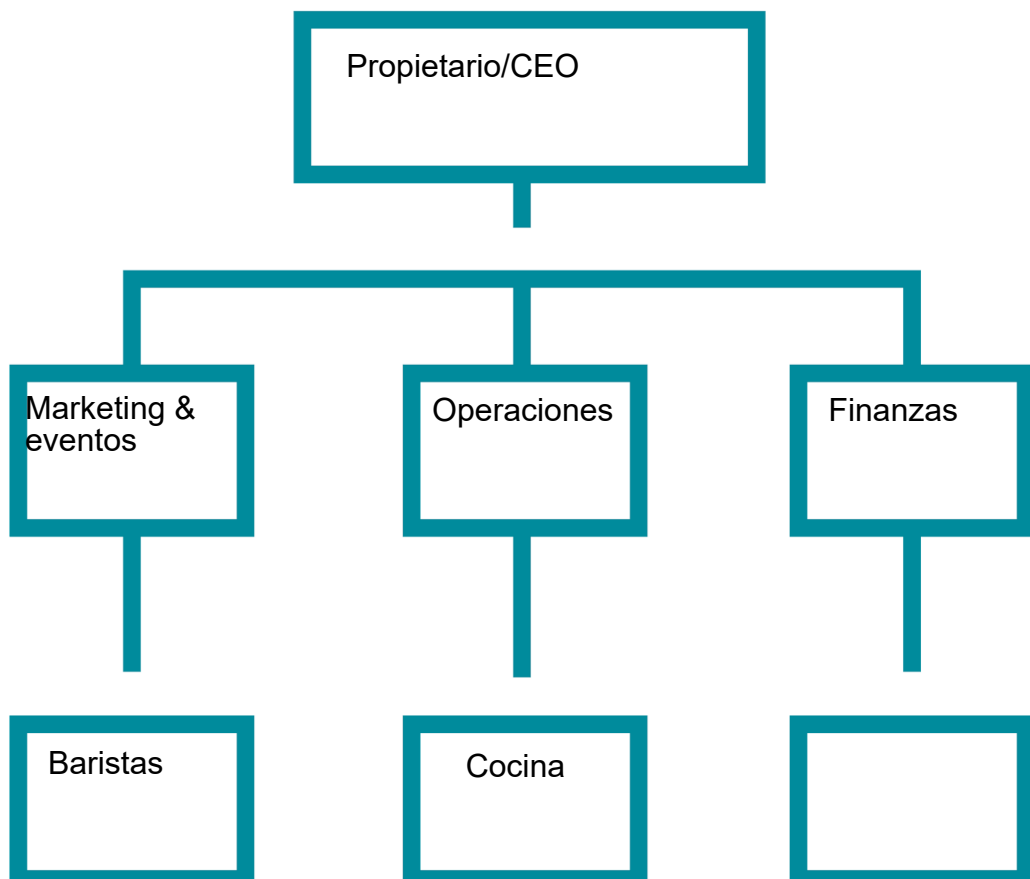 Propietario/CEO
Marketing &
eventos
Operaciones
Finanzas
Baristas
Cocina